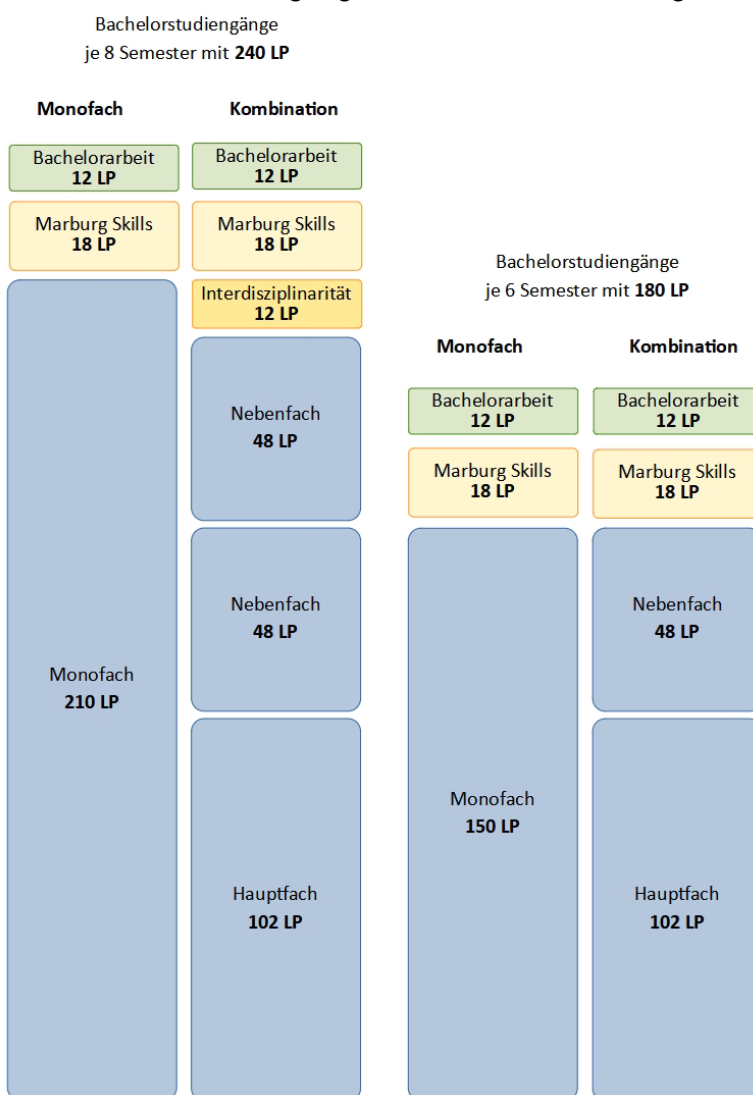 Bachelorstudiengänge
je 8 Semester mit 240 LP
Monofach
Kombination
Bachelorarbeit
12 LP
Bachelorarbeit
12 LP
Marburg Skills
18 LP
Marburg Skills
18 LP
Interdisziplinarität
12 LP
Nebenfach
48 LP
Nebenfach
48 LP
Monofach
210 LP
Hauptfach
102 LP
Bachelorstudiengänge
je 6 Semester mit 180 LP
Monofach
Kombination
Bachelorarbeit
12 LP
Bachelorarbeit
12 LP
Marburg Skills
18 LP
Marburg Skills
18 LP
Nebenfach
48 LP
Monofach
150 LP
Hauptfach
102 LP